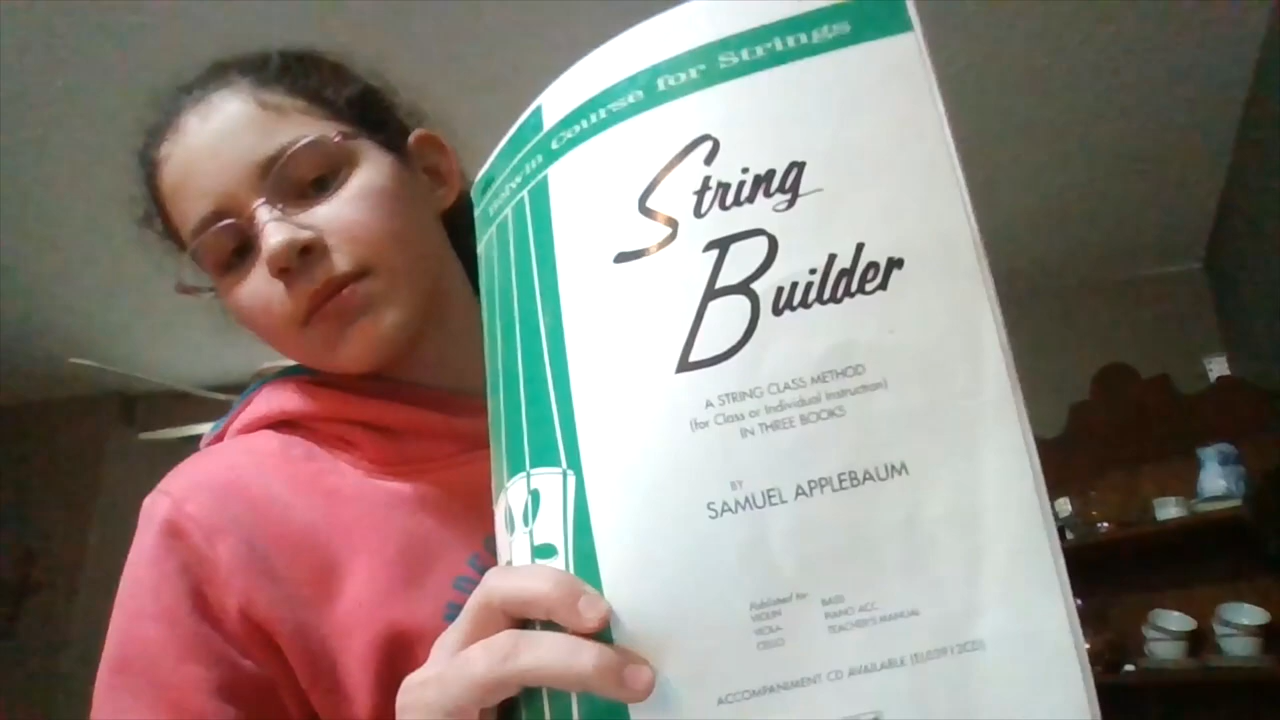 Belwin Course for Strings
String
Builder
A STRING CLASS METHOD
(for Class or Individual Instruction)
IN THREE BOOKS
BY
SAMUEL APPLEBAUM
Published for:
VIOLIN BASS
VIOLA PIANO ACC.
CELLO TEACHER'S MANUAL
ACCOMPANIMENT CD AVAILABLE